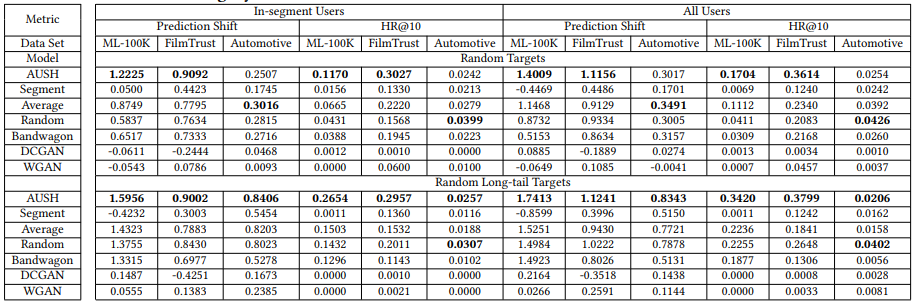 Metric In-segment Users All Users
Prediction Shift HR@10 Prediction Shift HR@10
Data Set ML-100K FilmTrust Automotive ML-100K FilmTrust Automotive ML-100K FilmTrust Automotive ML-100K FilmTrust Automotive
Model Random Targets
AUSH 1.2225 0.9092 0.2507 0.1170 0.3027 0.0242 1.4009 1.1156 0.3017 0.1704 0.3614 0.0254
Segment 0.0500 0.4423 0.1745 0.0156 0.1330 0.0213 -0.4469 0.4486 0.1701 0.0069 0.1240 0.0242
Average 0.8749 0.7795 0.3016 0.0665 0.2220 0.0279 1.1468 0.9129 0.3491 0.1112 0.2340 0.0392
Random 0.5837 0.7634 0.2815 0.0431 0.1568 0.0399 0.8732 0.9334 0.3005 0.0411 0.2083 0.0426
Bandwagon 0.6517 0.7333 0.2716 0.0388 0.1945 0.0223 0.5153 0.8634 0.3157 0.0309 0.2168 0.0260
DCGAN -0.0611 -0.2444 0.0468 0.0012 0.0010 0.0000 0.0885 -0.1889 0.0274 0.0013 0.0034 0.0010
WGAN -0.0543 0.0786 0.0093 0.0000 0.0600 0.0100 -0.0649 0.1085 -0.0041 0.0007 0.0457 0.0037
Random Long-tail Targets
AUSH 1.5956 0.9002 0.8406 0.2654 0.2957 0.0257 1.7413 1.1241 0.8343 0.3420 0.3799 0.0206
Segment -0.4232 0.3003 0.5454 0.0011 0.1360 0.0116 -0.8599 0.3996 0.5150 0.0011 0.1242 0.0162
Average 1.4323 0.7883 0.8203 0.1503 0.1532 0.0188 1.5251 0.9430 0.7721 0.2236 0.1841 0.0158
Random 1.3755 0.8430 0.8023 0.1432 0.2011 0.0307 1.4984 1.0222 0.7878 0.2255 0.2648 0.0402
Bandwagon 1.3315 0.6977 0.5278 0.1296 0.1143 0.0102 1.4923 0.8026 0.5131 0.1877 0.1306 0.0056
DCGAN 0.1487 -0.4251 0.1673 0.0000 0.0010 0.0000 0.2164 -0.3518 0.1438 0.0000 0.0008 0.0028
WGAN 0.0555 0.1383 0.2385 0.0000 0.0021 0.0000 0.0266 0.2591 0.1144 0.0000 0.0033 0.0081